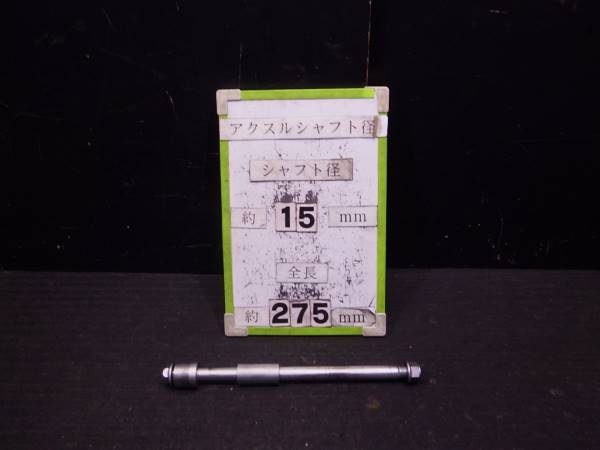 アクスルシャフト径
シャフト径
約 15 mm
全長
約 275 mm